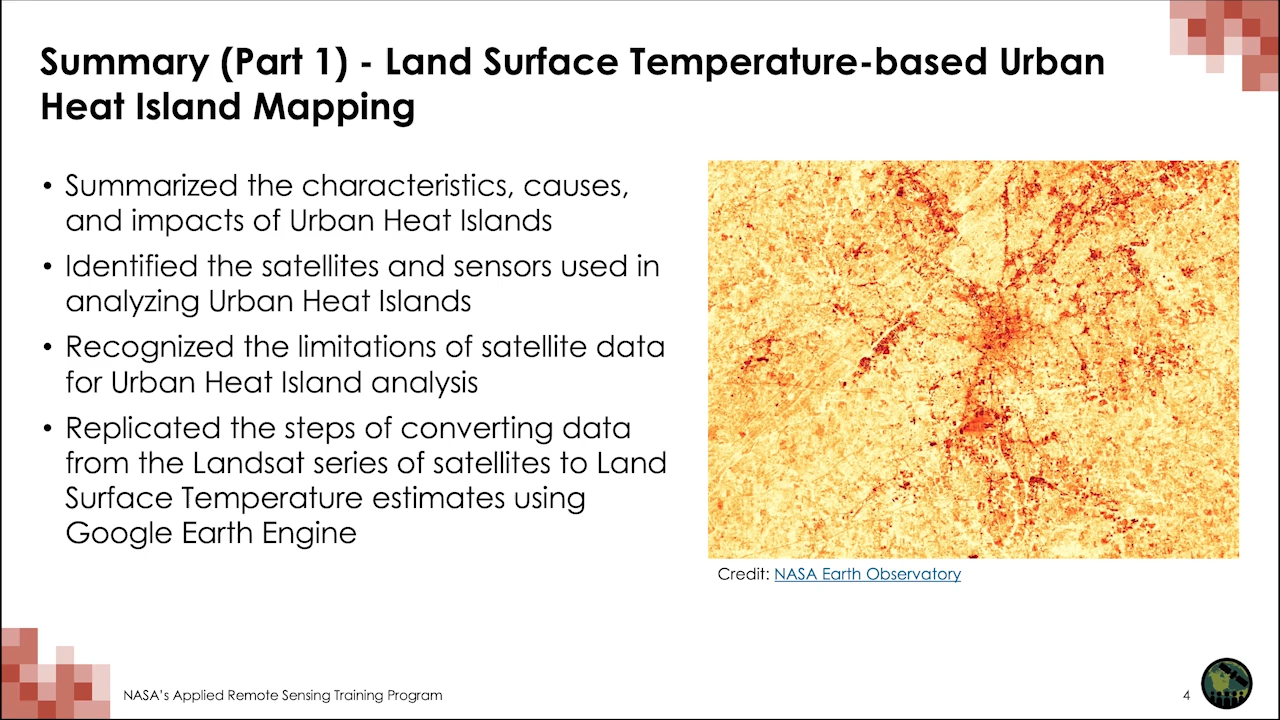 Summary (Part 1) - Land Surface Temperature-based Urban
Heat Island Mapping
• Summarized the characteristics, causes,
and impacts of Urban Heat Islands
• Identified the satellites and sensors used in
analyzing Urban Heat Islands
• Recognized the limitations of satellite data
for Urban Heat Island analysis
• Replicated the steps of converting data
from the Landsat series of satellites to Land
Surface Temperature estimates using
Google Earth Engine
Credit: NASA Earth Observatory
NASA's Applied Remote Sensing Training Program
4